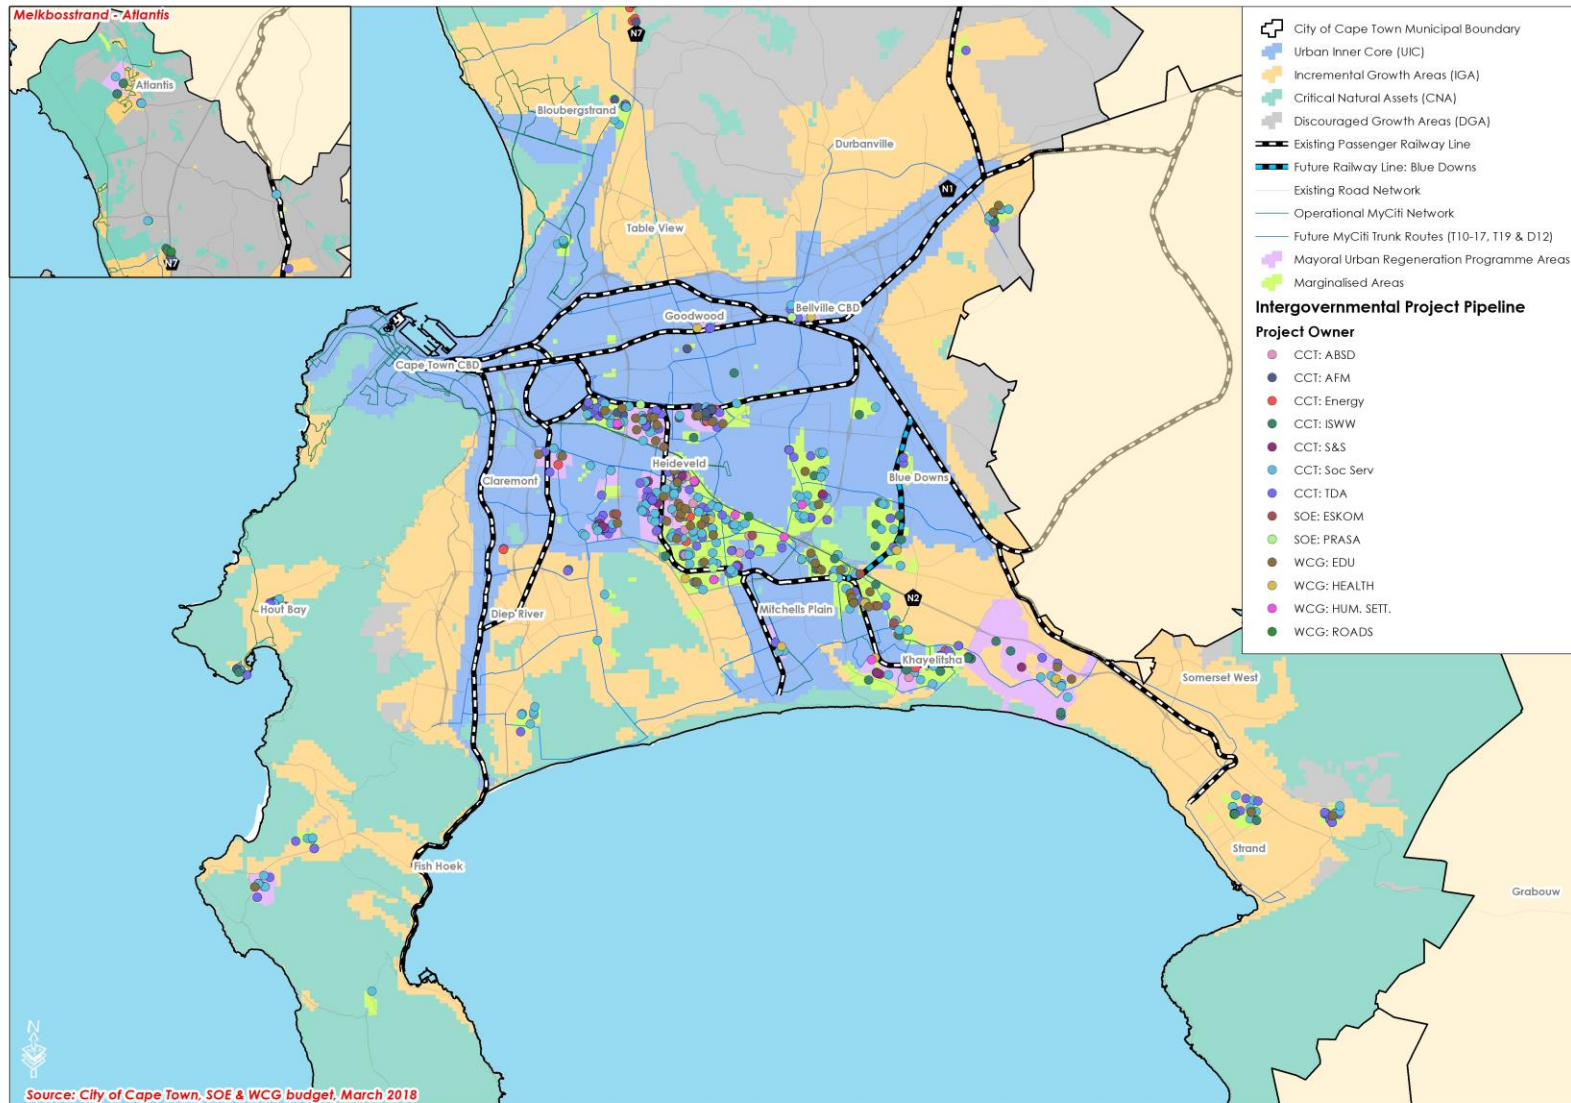 Melkbosstrand - Atlantis
Atlantis
N7
N7
Bloubergstrand
Durbanville
N1
Table View
Goodwood
Bellville CBD
Cape Town CBD
Heideveld
Claremont
Blue Downs
Hout Bay
Diep River
Mitchells Plain
N2
Khayelitsha
Somerset West
Fish Hoek
Strand
Grabouw
City of Cape Town Municipal Boundary
Urban Inner Core (UIC)
Incremental Growth Areas (IGA)
Critical Natural Assets (CNA)
Discouraged Growth Areas (DGA)
Existing Passenger Railway Line
Future Railway Line: Blue Downs
Existing Road Network
Operational MyCiti Network
Future MyCiti Trunk Routes (T10-17, T19 & D12)
Mayoral Urban Regeneration Programme Areas
Marginalised Areas
Intergovernmental Project Pipeline
Project Owner
CCT: ABSD
CCT: AFM
CCT: Energy
CCT: ISWW
CCT: S&S
CCT: Soc Serv
CCT: TDA
SOE: ESKOM
SOE: PRASA
WCG: EDU
WCG: HEALTH
WCG: HUM. SETT.
WCG: ROADS
N
Source: City of Cape Town, SOE & WCG budget, March 2018